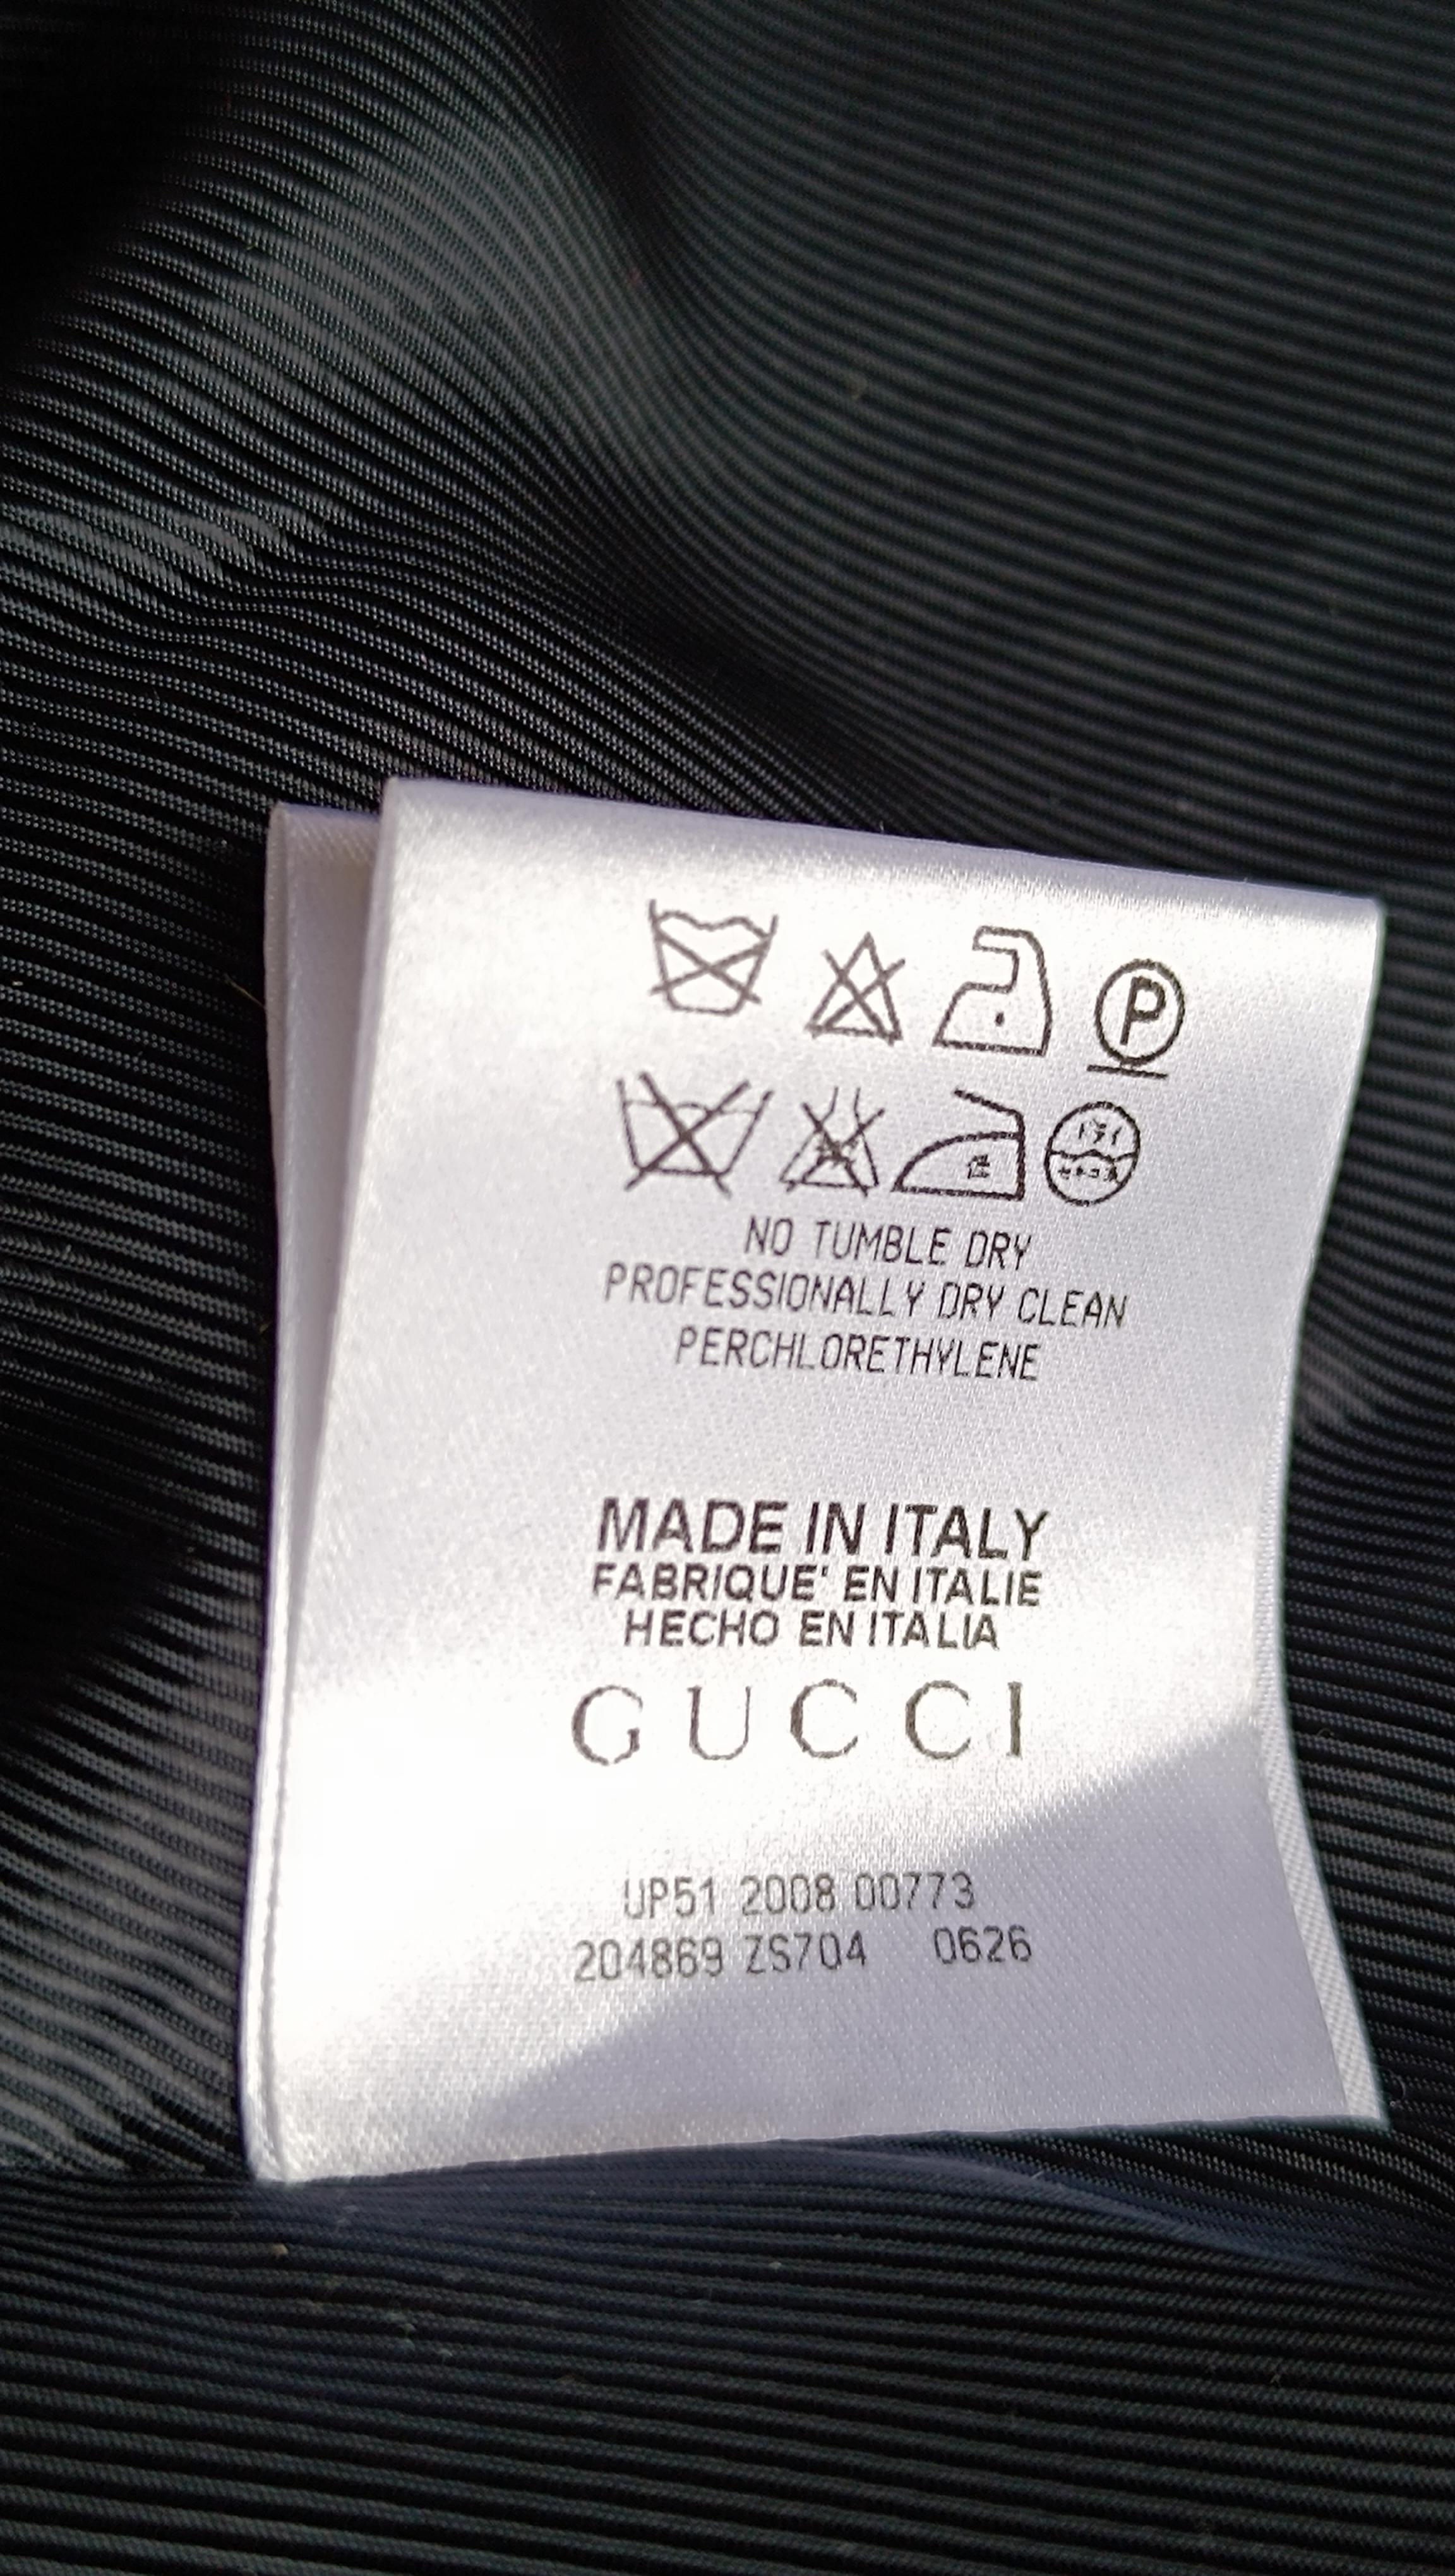 P
NO TUMBLE DRY
PROFESSIONALLY DRY CLEAN
PERCHLORETHYLENE
MADE IN ITALY
FABRIQUE' EN ITALIE
HECHO EN ITALIA
GUCCI
UP51 2008 00773
204869 ZS704 0626